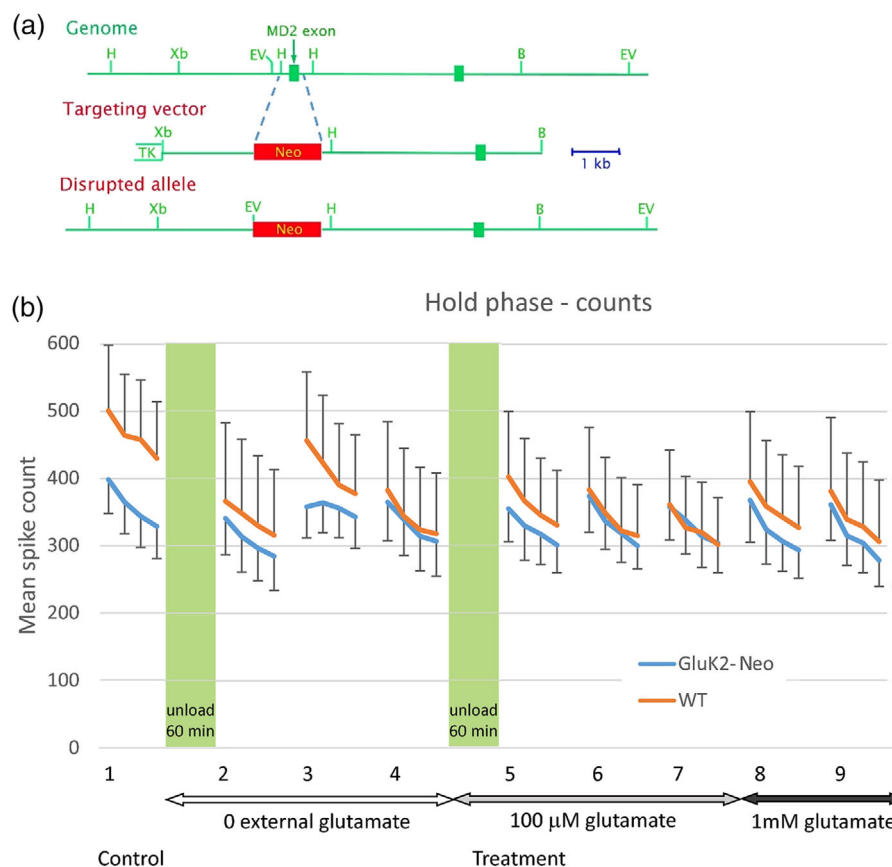 (a)
Genome
MD2 exon
H Xb EV H H B EV
Targeting vector
Xb H B
TK Neo
1 kb
Disrupted allele
H Xb EV H B EV
Neo
(b)
Hold phase - counts
Mean spike count
600
500
400
300
200
100
0
unload
60 min
unload
60 min
GluK2-Neo
WT
1 2 3 4 5 6 7 8 9
0 external glutamate 100 μM glutamate 1mM glutamate
Control Treatment